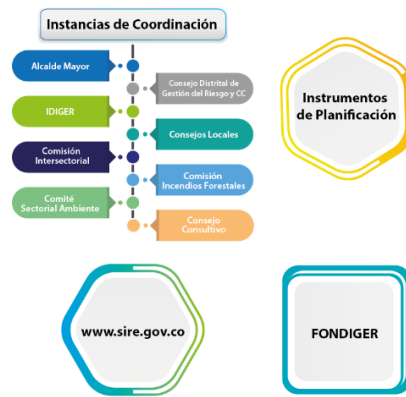 Instancias de Coordinación
Alcalde Mayor
Consejo Distrital de
Gestión del Riesgo y CC
IDIGER
Consejos Locales
Comisión
Intersectorial
Comisión
Incendios Forestales
Comité
Sectorial Ambiente
Consejo
Consultivo
Instrumentos
de Planificación
www.sire.gov.co
FONDIGER